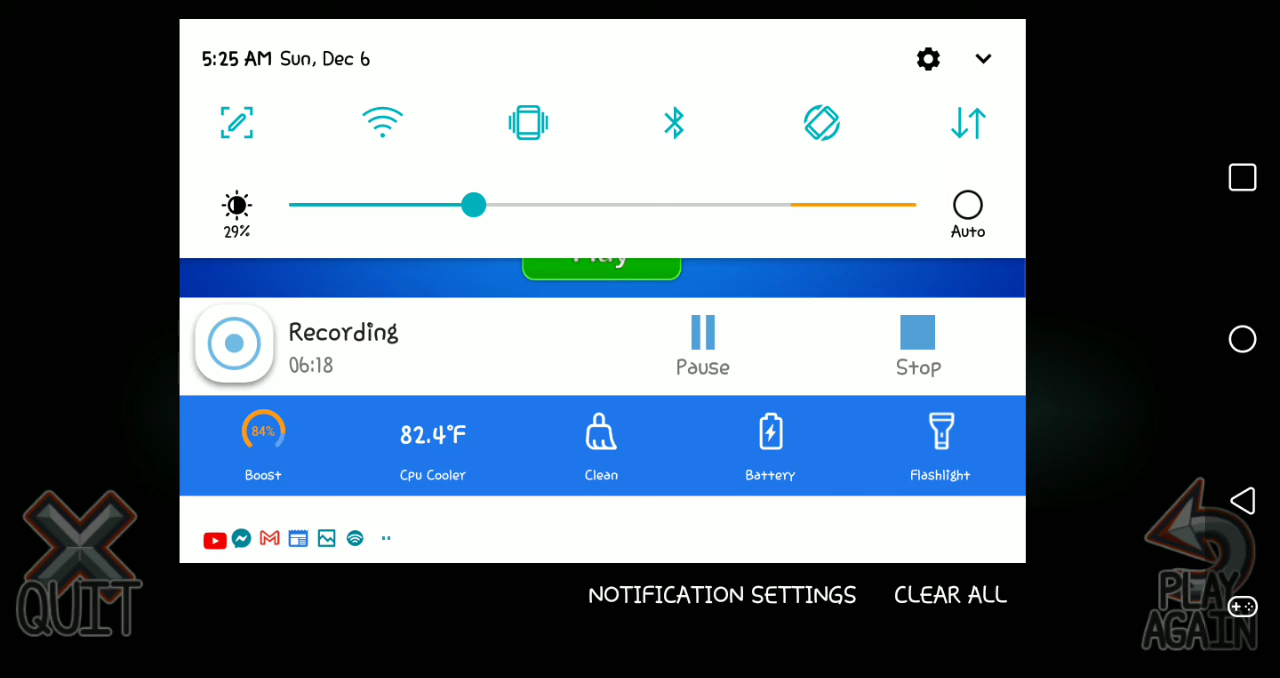 5:25 AM Sun, Dec 6
29%
Auto
Play
Recording
06:18
Pause
Stop
84%
82.4°F
Boost
Cpu Cooler
Clean
Battery
Flashlight
NOTIFICATION SETTINGS
CLEAR ALL
QUIT
PLAY
AGAIN